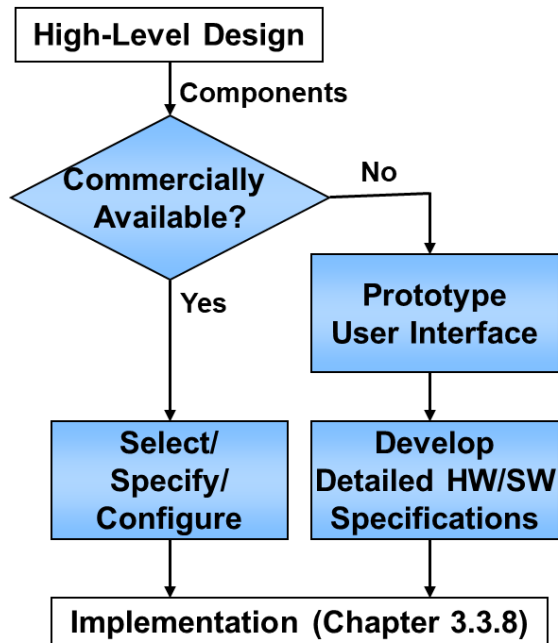 High-Level Design
Components
Commercially
Available?
No
Yes
Prototype
User Interface
Select/
Specify/
Configure
Develop
Detailed HW/SW
Specifications
Implementation (Chapter 3.3.8)